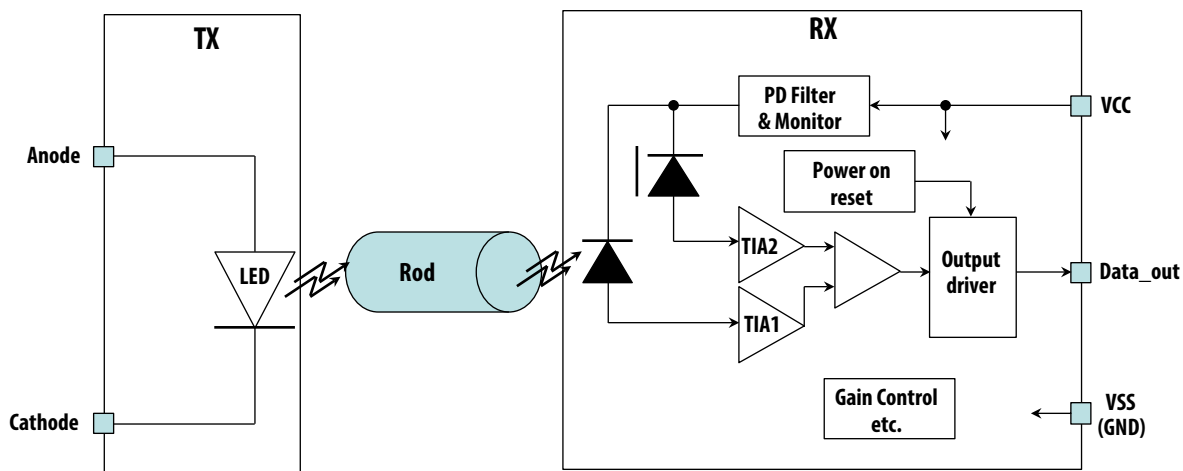 TX
RX
PD Filter
& Monitor
VCC
Anode
Power on
reset
LED
Rod
TIA2
TIA1
Output
driver
Data_out
Cathode
Gain Control
etc.
VSS
(GND)